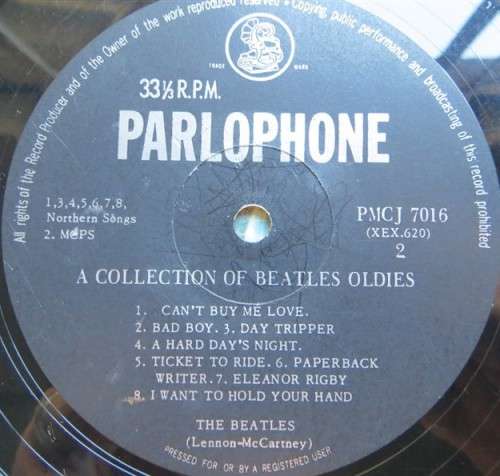 All rights of the Record Producer and of the Owner of the work reproduced reserved • Copying, public performance and broadcasting of this record prohibited
TRADE MARK
33⅓ R.P.M.
PARLOPHONE
1,3,4,5,6,7,8,
Northern Songs
2. MCPS
PMCJ 7016
(XEX.620)
2
A COLLECTION OF BEATLES OLDIES
1. CAN'T BUY ME LOVE.
2. BAD BOY. 3. DAY TRIPPER
4. A HARD DAY'S NIGHT.
5. TICKET TO RIDE. 6. PAPERBACK
WRITER. 7. ELEANOR RIGBY
8. I WANT TO HOLD YOUR HAND
THE BEATLES
(Lennon-McCartney)
PRESSED FOR OR BY A REGISTERED USER